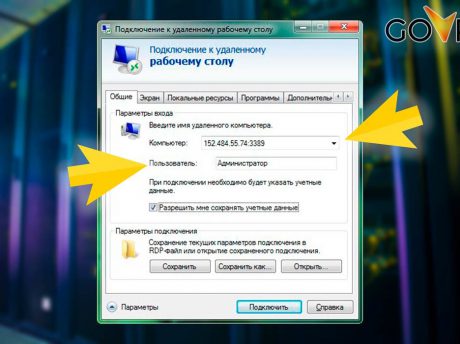 Подключение к удаленному рабочему столу
Подключение к удаленному
рабочему столу
Общие Экран Локальные ресурсы Программы Дополнительн
Параметры входа
Введите имя удаленного компьютера.
Компьютер: 152.484.55.74:3389
Пользователь: Администратор
При подключении необходимо будет указать учетные
данные.
Разрешить мне сохранять учетные данные
Параметры подключения
Сохранение текущих параметров подключения в
RDP-файл или открытие сохраненного подключения.
Сохранить Сохранить как... Открыть...
Параметры Подключить Справка